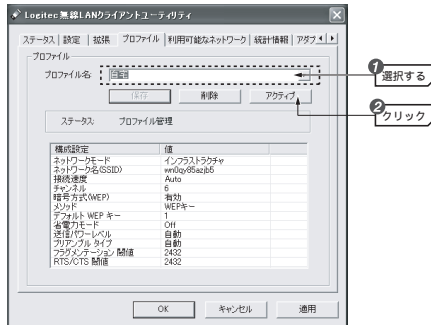 Logitec 無線LANクライアントユーティリティ
ステータス 設定 拡張 プロファイル 利用可能なネットワーク 統計情報 アダプ
プロファイル
プロファイル名: 自宅
1 選択する
保存 削除 アクティブ
2 クリック
ステータス: プロファイル管理
構成設定 値
ネットワークモード インフラストラクチャ
ネットワーク名(SSID) wn0qy85azjb5
接続速度 Auto
チャンネル 6
暗号方式(WEP) 有効
メソッド WEPキー
デフォルト WEP キー 1
省電力モード Off
送信パワーレベル 自動
プリアンブル タイプ 自動
フラグメンテーション 閾値 2432
RTS/CTS 閾値 2432
OK キャンセル 適用